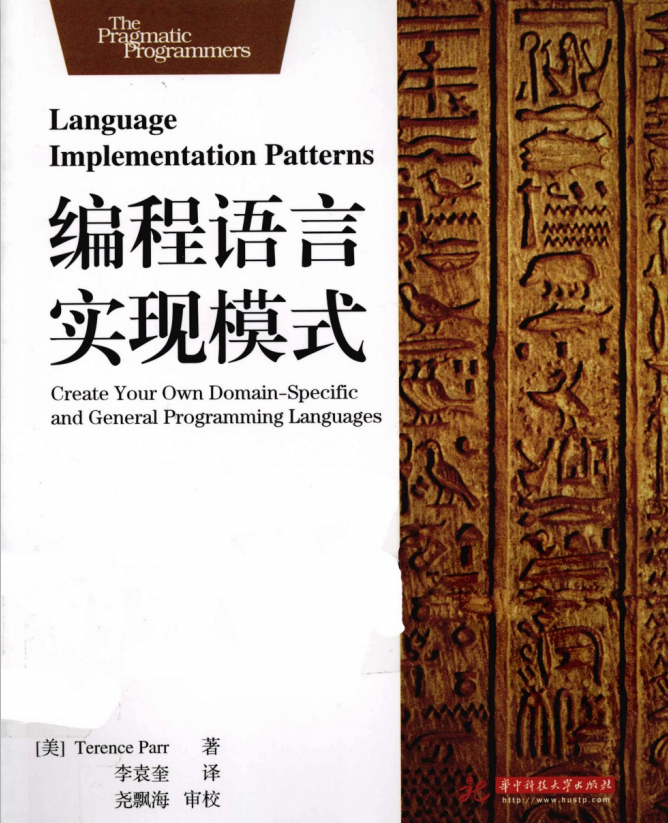 The
Pragmatic
Programmers
Language
Implementation Patterns
编程语言
实现模式
Create Your Own Domain-Specific
and General Programming Languages
[美] Terence Parr 著
李袁奎 译
尧飘海 审校
华中科技大学出版社
http://www.hustp.com